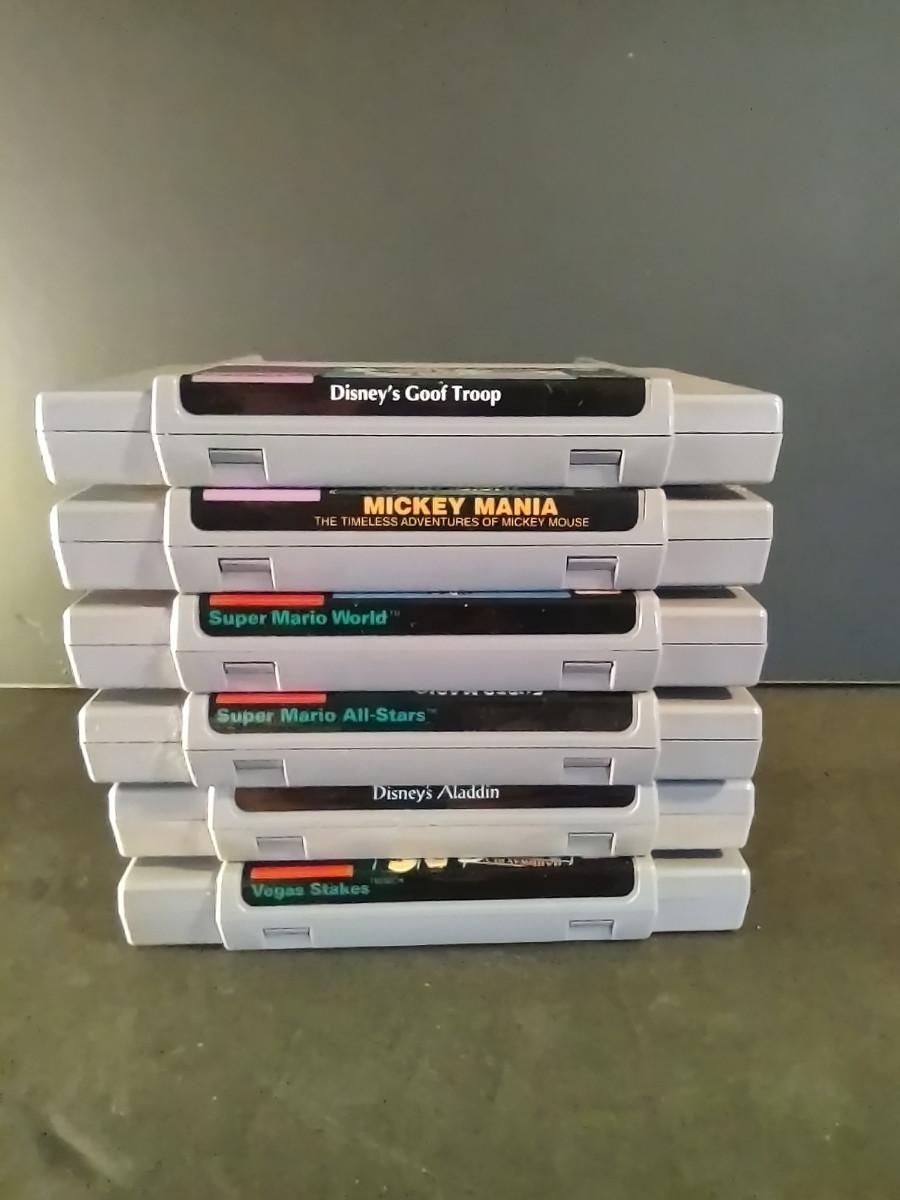 Disney's Goof Troop
MICKEY MANIA
THE TIMELESS ADVENTURES OF MICKEY MOUSE
Super Mario World™
Super Mario All-Stars™
Disney's Aladdin
Vegas Stakes